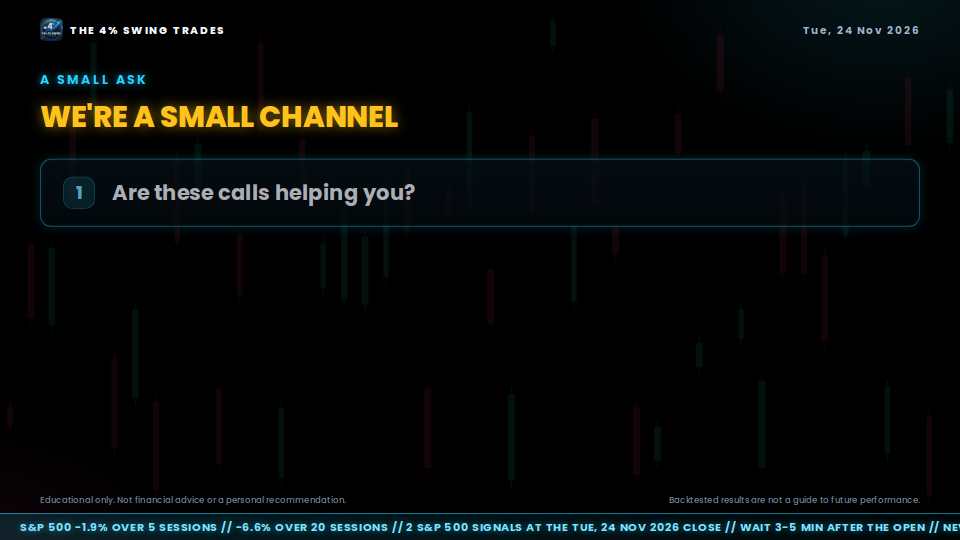 THE 4% SWING TRADES
Tue, 24 Nov 2026
A SMALL ASK
WE'RE A SMALL CHANNEL
1 Are these calls helping you?
Educational only. Not financial advice or a personal recommendation.
Backtested results are not a guide to future performance.
S&P 500 -1.9% OVER 5 SESSIONS // -6.6% OVER 20 SESSIONS // 2 S&P 500 SIGNALS AT THE TUE, 24 NOV 2026 CLOSE // WAIT 3-5 MIN AFTER THE OPEN //